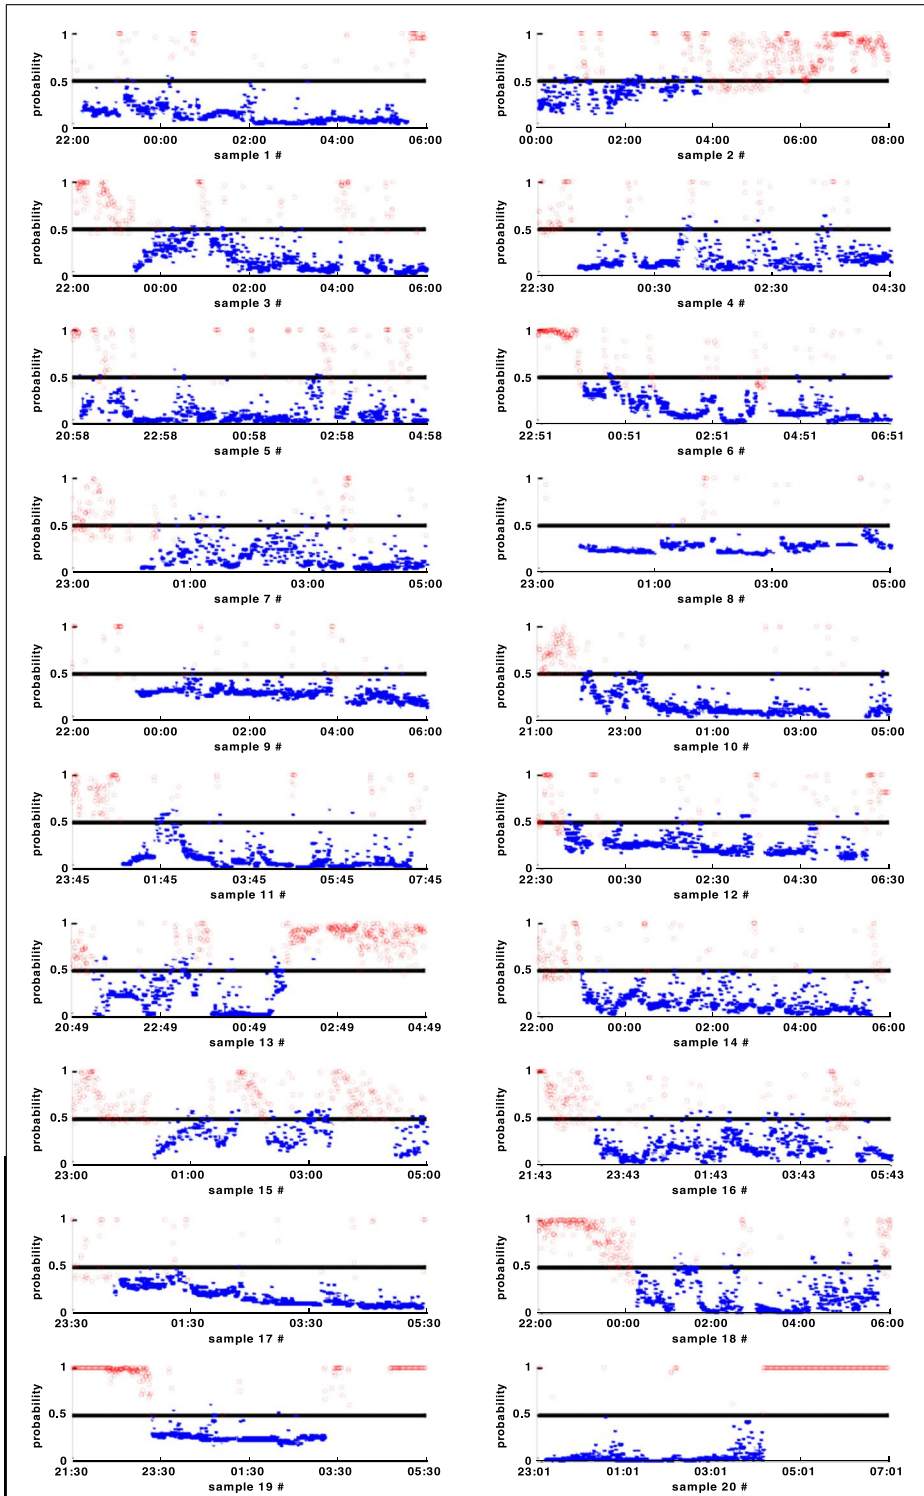 probability 1 0.5 0
22:00 00:00 02:00 04:00 06:00
sample 1 #
probability 1 0.5 0
00:00 02:00 04:00 06:00 08:00
sample 2 #
probability 1 0.5 0
22:00 00:00 02:00 04:00 06:00
sample 3 #
probability 1 0.5 0
22:30 00:30 02:30 04:30
sample 4 #
probability 1 0.5 0
20:58 22:58 00:58 02:58 04:58
sample 5 #
probability 1 0.5 0
22:51 00:51 02:51 04:51 06:51
sample 6 #
probability 1 0.5 0
23:00 01:00 03:00 05:00
sample 7 #
probability 1 0.5 0
23:00 01:00 03:00 05:00
sample 8 #
probability 1 0.5 0
22:00 00:00 02:00 04:00 06:00
sample 9 #
probability 1 0.5 0
21:00 23:00 01:00 03:00 05:00
sample 10 #
probability 1 0.5 0
23:45 01:45 03:45 05:45 07:45
sample 11 #
probability 1 0.5 0
22:30 00:30 02:30 04:30 06:30
sample 12 #
probability 1 0.5 0
20:49 22:49 00:49 02:49 04:49
sample 13 #
probability 1 0.5 0
22:00 00:00 02:00 04:00 06:00
sample 14 #
probability 1 0.5 0
23:00 01:00 03:00 05:00
sample 15 #
probability 1 0.5 0
21:43 23:43 01:43 03:43 05:43
sample 16 #
probability 1 0.5 0
23:30 01:30 03:30 05:30
sample 17 #
probability 1 0.5 0
22:00 00:00 02:00 04:00 06:00
sample 18 #
probability 1 0.5 0
21:30 23:30 01:30 03:30 05:30
sample 19 #
probability 1 0.5 0
23:01 01:01 03:01 05:01 07:01
sample 20 #